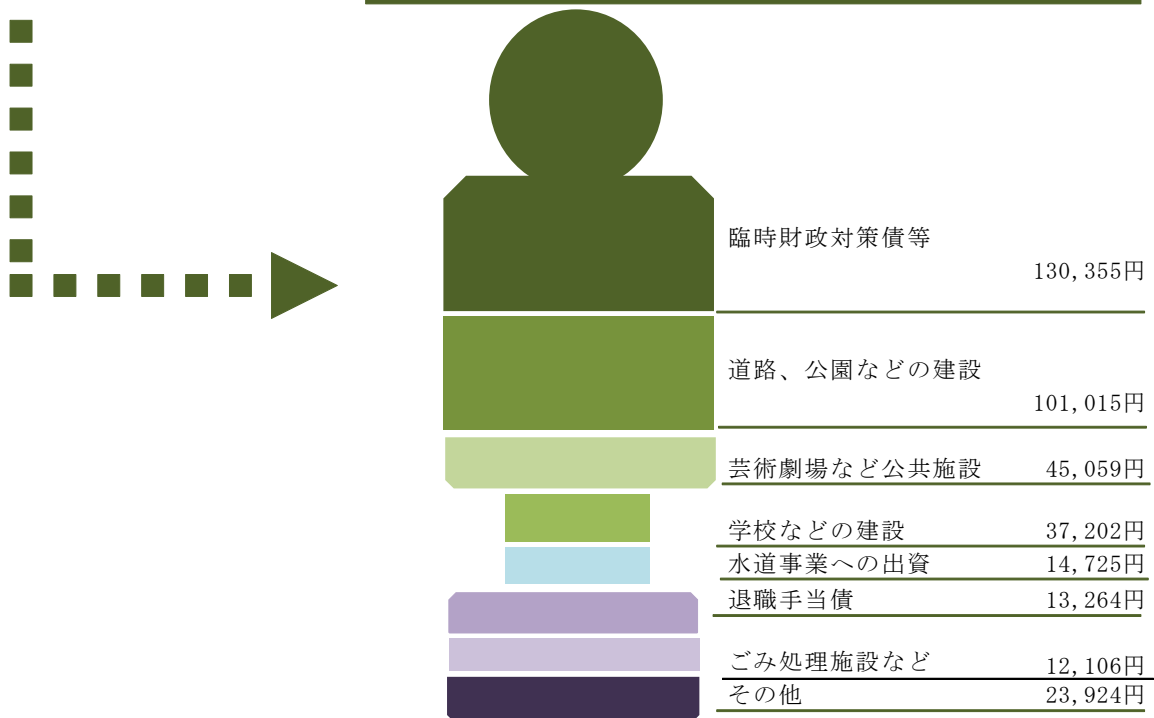 臨時財政対策債等
130,355円
道路、公園などの建設
101,015円
芸術劇場など公共施設 45,059円
学校などの建設 37,202円
水道事業への出資 14,725円
退職手当債 13,264円
ごみ処理施設など 12,106円
その他 23,924円